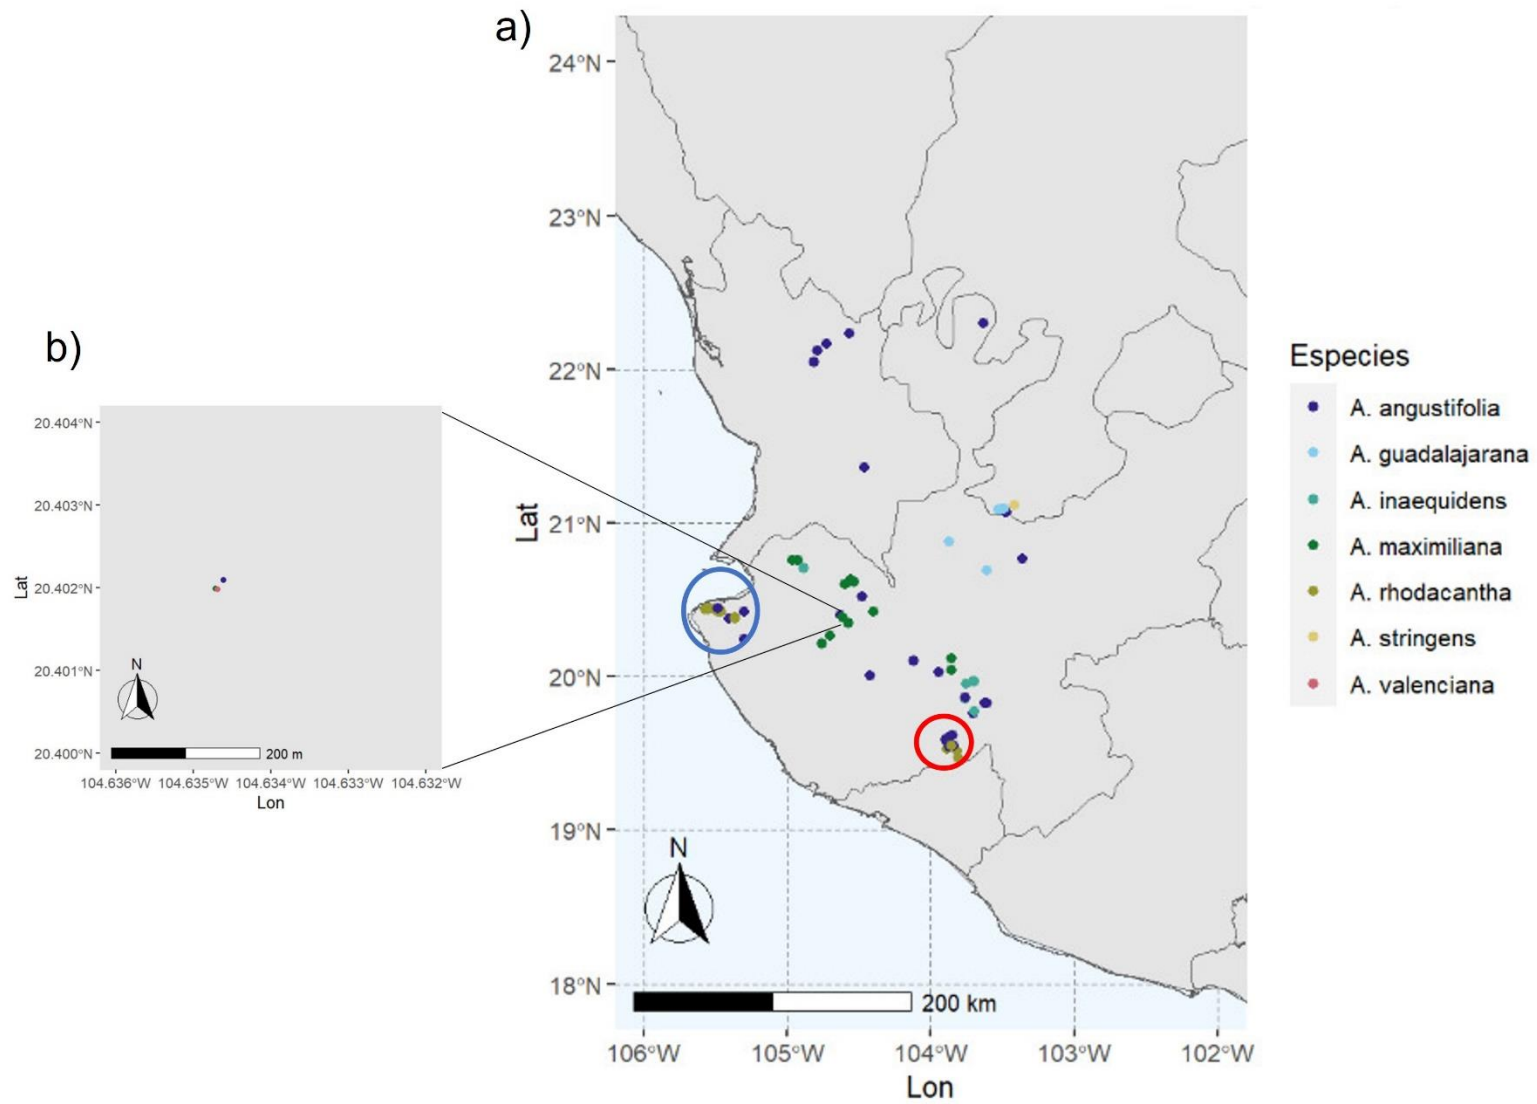 a)
24°N
23°N
22°N
21°N
20°N
19°N
18°N
Lat
N
200 km
106°W 105°W 104°W 103°W 102°W
Lon
b)
20.404°N
20.403°N
20.402°N
20.401°N
20.400°N
Lat
N
200 m
104.636°W 104.635°W 104.634°W 104.633°W 104.632°W
Lon
Especies
A. angustifolia
A. guadalajarana
A. inaequidens
A. maximiliana
A. rhodacantha
A. stringens
A. valenciana